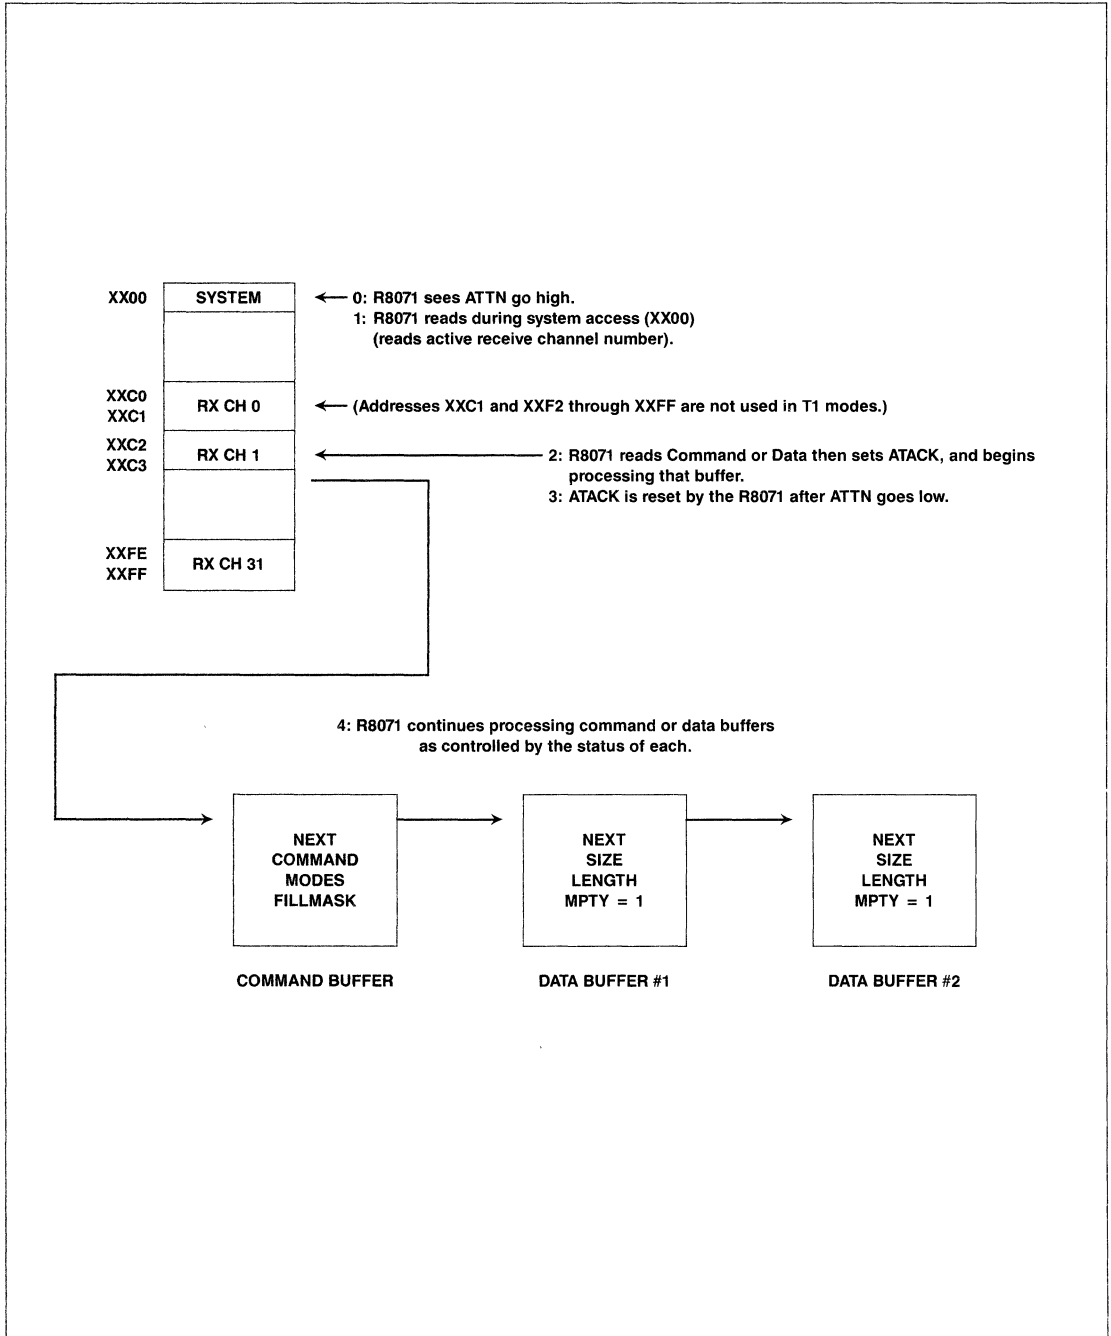 XX00
SYSTEM
0: R8071 sees ATTN go high.
1: R8071 reads during system access (XX00)
(reads active receive channel number).
XXC0
XXC1
RX CH 0
(Addresses XXC1 and XXF2 through XXFF are not used in T1 modes.)
XXC2
XXC3
RX CH 1
2: R8071 reads Command or Data then sets ATACK, and begins
processing that buffer.
3: ATACK is reset by the R8071 after ATTN goes low.
XXFE
XXFF
RX CH 31
4: R8071 continues processing command or data buffers
as controlled by the status of each.
NEXT
COMMAND
MODES
FILLMASK
NEXT
SIZE
LENGTH
MPTY = 1
NEXT
SIZE
LENGTH
MPTY = 1
COMMAND BUFFER
DATA BUFFER #1
DATA BUFFER #2